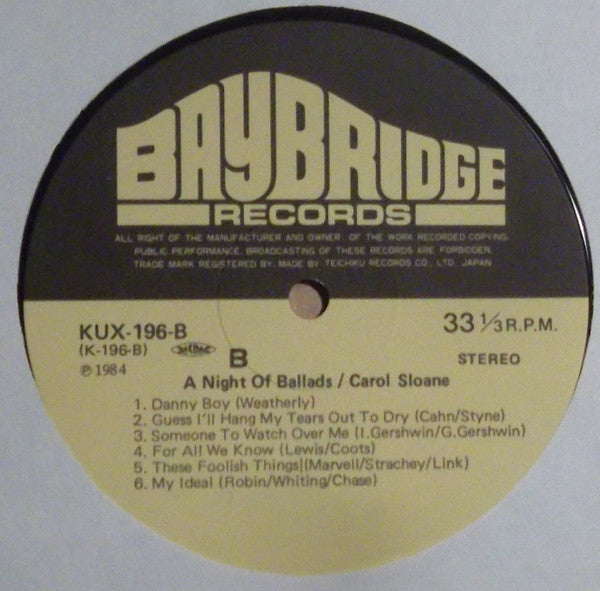 BAYBRIDGE
RECORDS
ALL RIGHT OF THE MANUFACTURER AND OWNER OF THE WORK RECORDED COPYING.
PUBLIC PERFORMANCE. BROADCASTING OF THESE RECORDS ARE FORBIDDEN.
TRADE MARK REGISTERED BY. MADE BY TEICHIKU RECORDS CO., LTD. JAPAN
KUX-196-B
33 1/3 R.P.M.
(K-196-B)
B
STEREO
Ⓟ1984
A Night Of Ballads / Carol Sloane
1. Danny Boy (Weatherly)
2. Guess I'll Hang My Tears Out To Dry (Cahn/Styne)
3. Someone To Watch Over Me (I.Gershwin/G.Gershwin)
4. For All We Know (Lewis/Coots)
5. These Foolish Things|(Marvell/Strachey/Link)
6. My Ideal (Robin/Whiting/Chase)